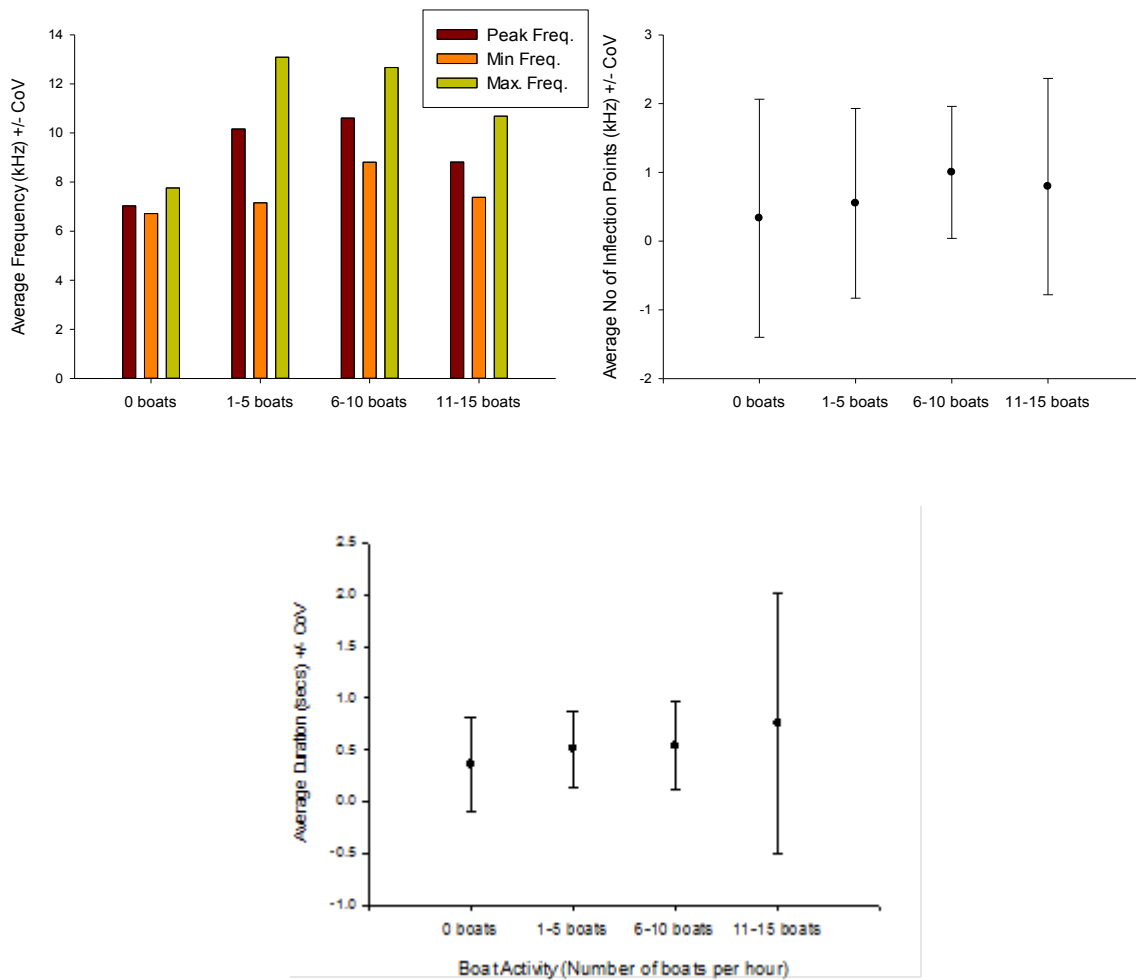 Average Frequency (kHz) +/- CoV
14
12
10
8
6
4
2
0
Peak Freq.
Min Freq.
Max. Freq.
0 boats 1-5 boats 6-10 boats 11-15 boats
Average No of Inflection Points (kHz) +/- CoV
3
2
1
0
-1
-2
0 boats 1-5 boats 6-10 boats 11-15 boats
Average Duration (secs) +/- CoV
2.5
2.0
1.5
1.0
0.5
0.0
-0.5
-1.0
0 boats 1-5 boats 6-10 boats 11-15 boats
Boat Activity (Number of boats per hour)